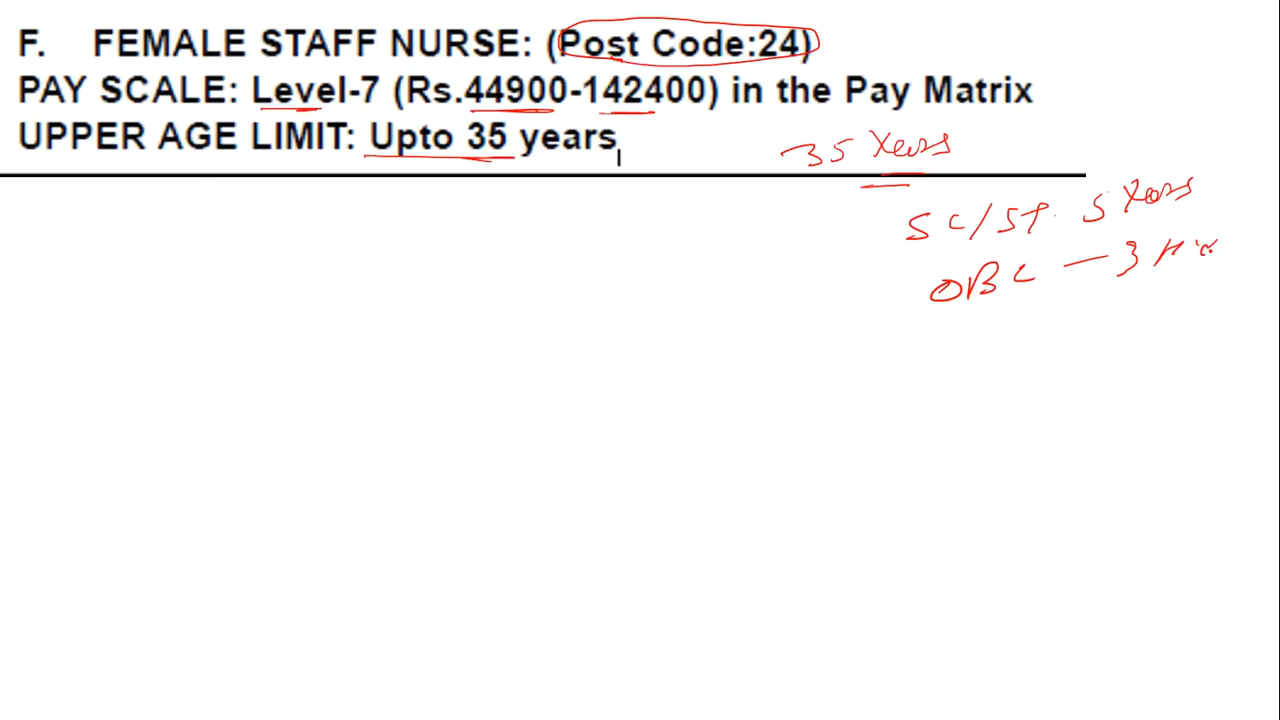 F. FEMALE STAFF NURSE: (Post Code:24)
PAY SCALE: Level-7 (Rs.44900-142400) in the Pay Matrix
UPPER AGE LIMIT: Upto 35 years
35 Years
SC/ST. 5 Years
OBC — 3